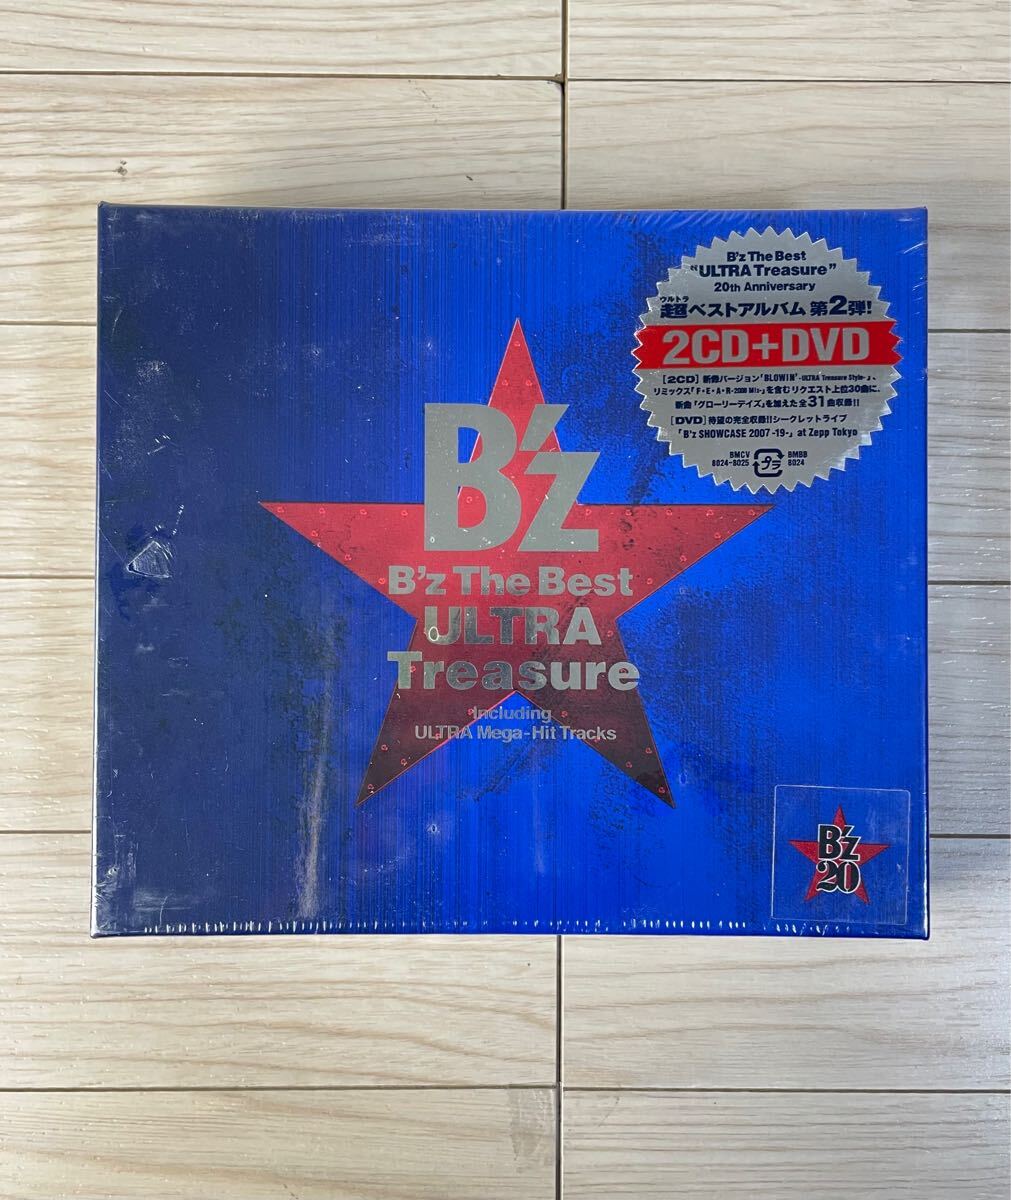 B'z The Best
"ULTRA Treasure"
20th Anniversary
ウルトラ
超ベストアルバム 第2弾!
2CD+DVD
[2CD] 新録バージョン「BLOWIN' -ULTRA Treasure Style-」、
リミックス「F・E・A・R -2008 Mix-」を含むリクエスト上位30曲に、
新曲「グローリーデイズ」を加えた全31曲収録!!
[DVD] 待望の完全収録!!シークレットライブ
「B'z SHOWCASE 2007 -19-」at Zepp Tokyo
BMCV
8024-8025
プラ
BMBB
8024
B'z
B'z The Best
ULTRA
Treasure
Including
ULTRA Mega-Hit Tracks
B'z
20